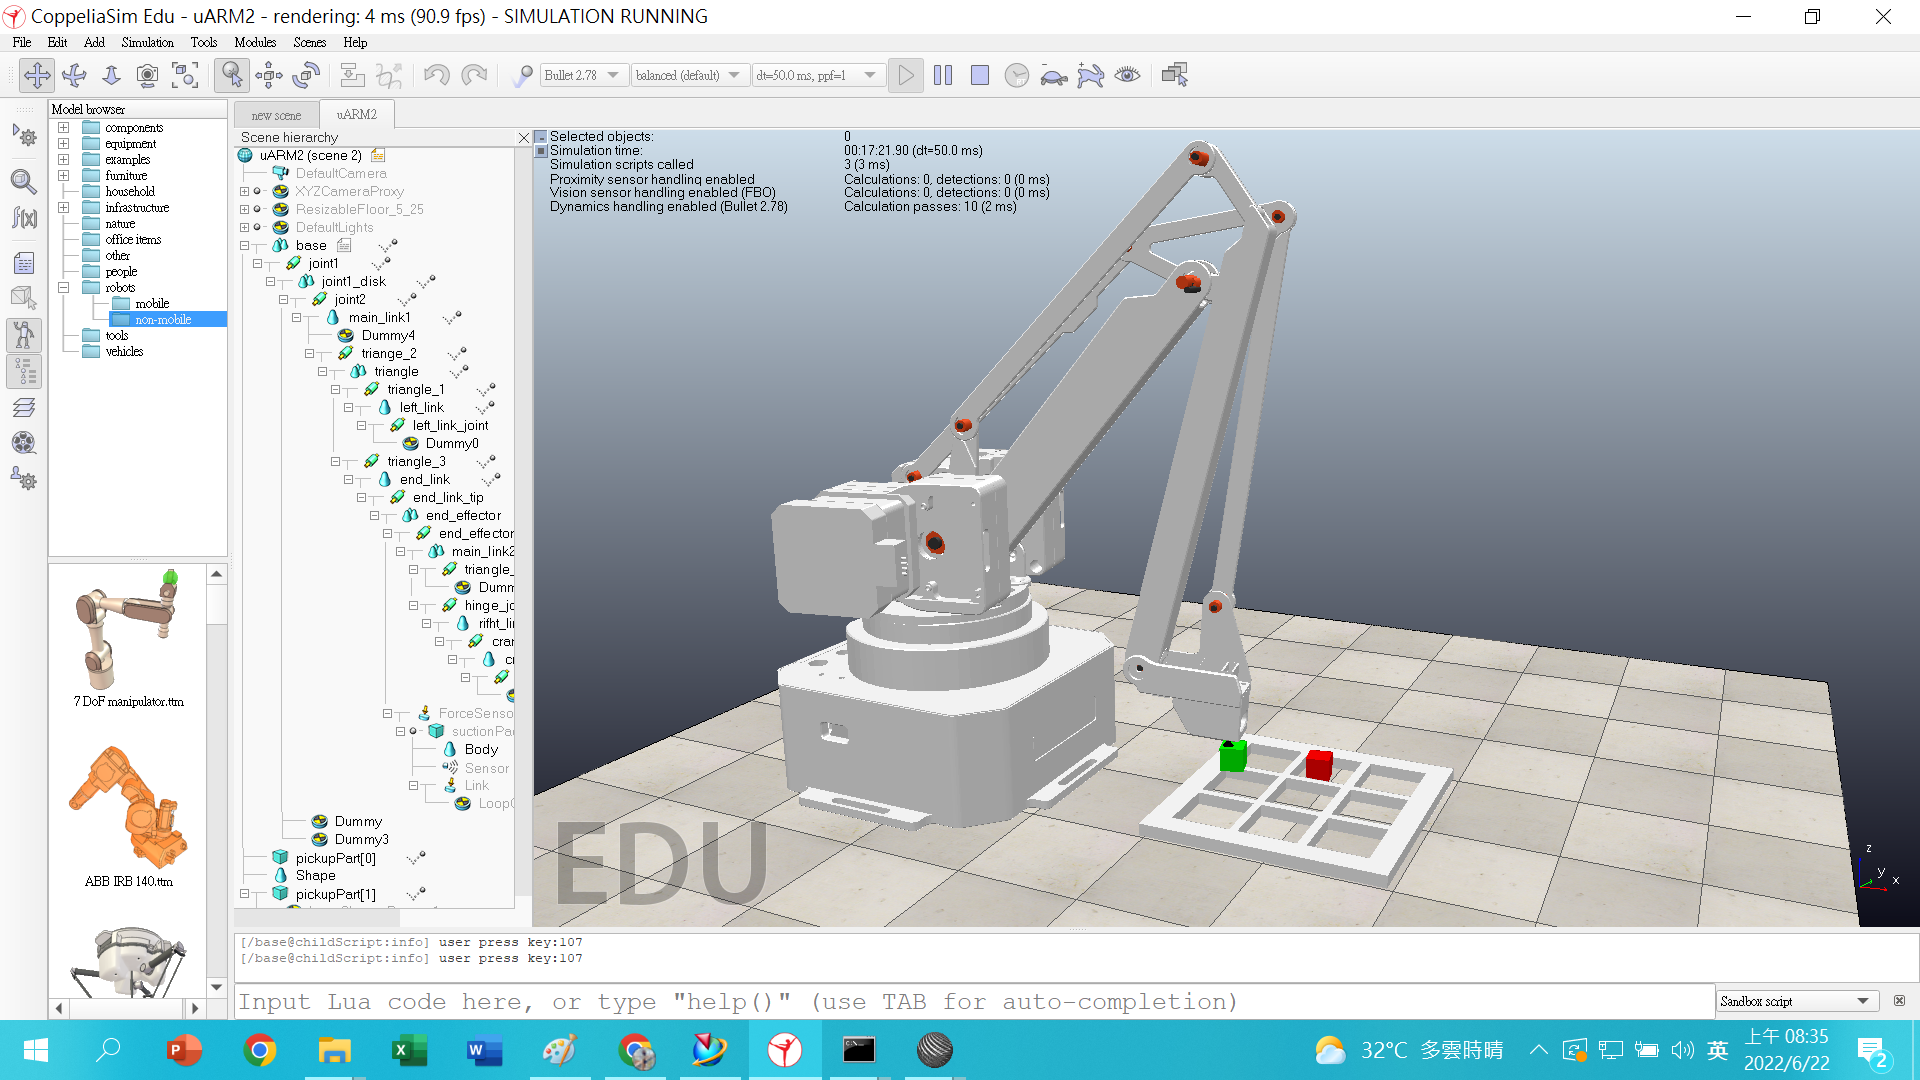 CoppeliaSim Edu - uARM2 - rendering: 4 ms (90.9 fps) - SIMULATION RUNNING
File Edit Add Simulation Tools Modules Scenes Help
Bullet 2.78 balanced (default) dt=50.0 ms, ppf=1
Model browser
components
equipment
examples
furniture
household
infrastructure
nature
office items
other
people
robots
mobile
non-mobile
tools
vehicles
7 DoF manipulator.ttm
ABB IRB 140.ttm
new scene uARM2
Scene hierarchy
uARM2 (scene 2)
DefaultCamera
XYZCameraProxy
ResizableFloor_5_25
DefaultLights
base
joint1
joint1_disk
joint2
main_link1
Dummy4
triange_2
triangle
triangle_1
left_link
left_link_joint
Dummy0
triangle_3
end_link
end_link_tip
end_effector
end_effector
main_link2
triangle_
Dumm
hinge_jo
rifht_li
cra
c
ForceSenso
suctionPa
Body
Sensor
Link
Loop
Dummy
Dummy3
pickupPart[0]
Shape
pickupPart[1]
Selected objects: 0
Simulation time: 00:17:21.90 (dt=50.0 ms)
Simulation scripts called 3 (3 ms)
Proximity sensor handling enabled Calculations: 0, detections: 0 (0 ms)
Vision sensor handling enabled (FBO) Calculations: 0, detections: 0 (0 ms)
Dynamics handling enabled (Bullet 2.78) Calculation passes: 10 (2 ms)
EDU
z
y
x
[/base@childScript:info] user press key:107
[/base@childScript:info] user press key:107
Input Lua code here, or type "help()" (use TAB for auto-completion)
Sandbox script
32°C 多雲時晴
英
上午 08:35
2022/6/22
2